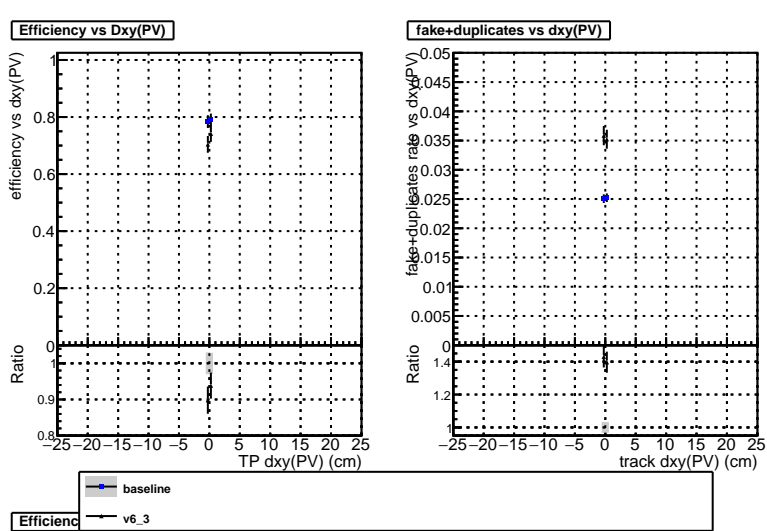 Efficiency vs Dxy(PV)
efficiency vs dxy(PV)
1
0.8
0.6
0.4
0.2
0
Ratio
1
0.9
0.8
−25 −20 −15 −10 −5 0 5 10 15 20 25
TP dxy(PV) (cm)
fake+duplicates vs dxy(PV)
fake+duplicates rate vs dxy(PV)
0.05
0.045
0.04
0.035
0.03
0.025
0.02
0.015
0.01
0.005
0
Ratio
1.4
1.2
1
−25 −20 −15 −10 −5 0 5 10 15 20 25
track dxy(PV) (cm)
baseline
v6_3
Efficienc